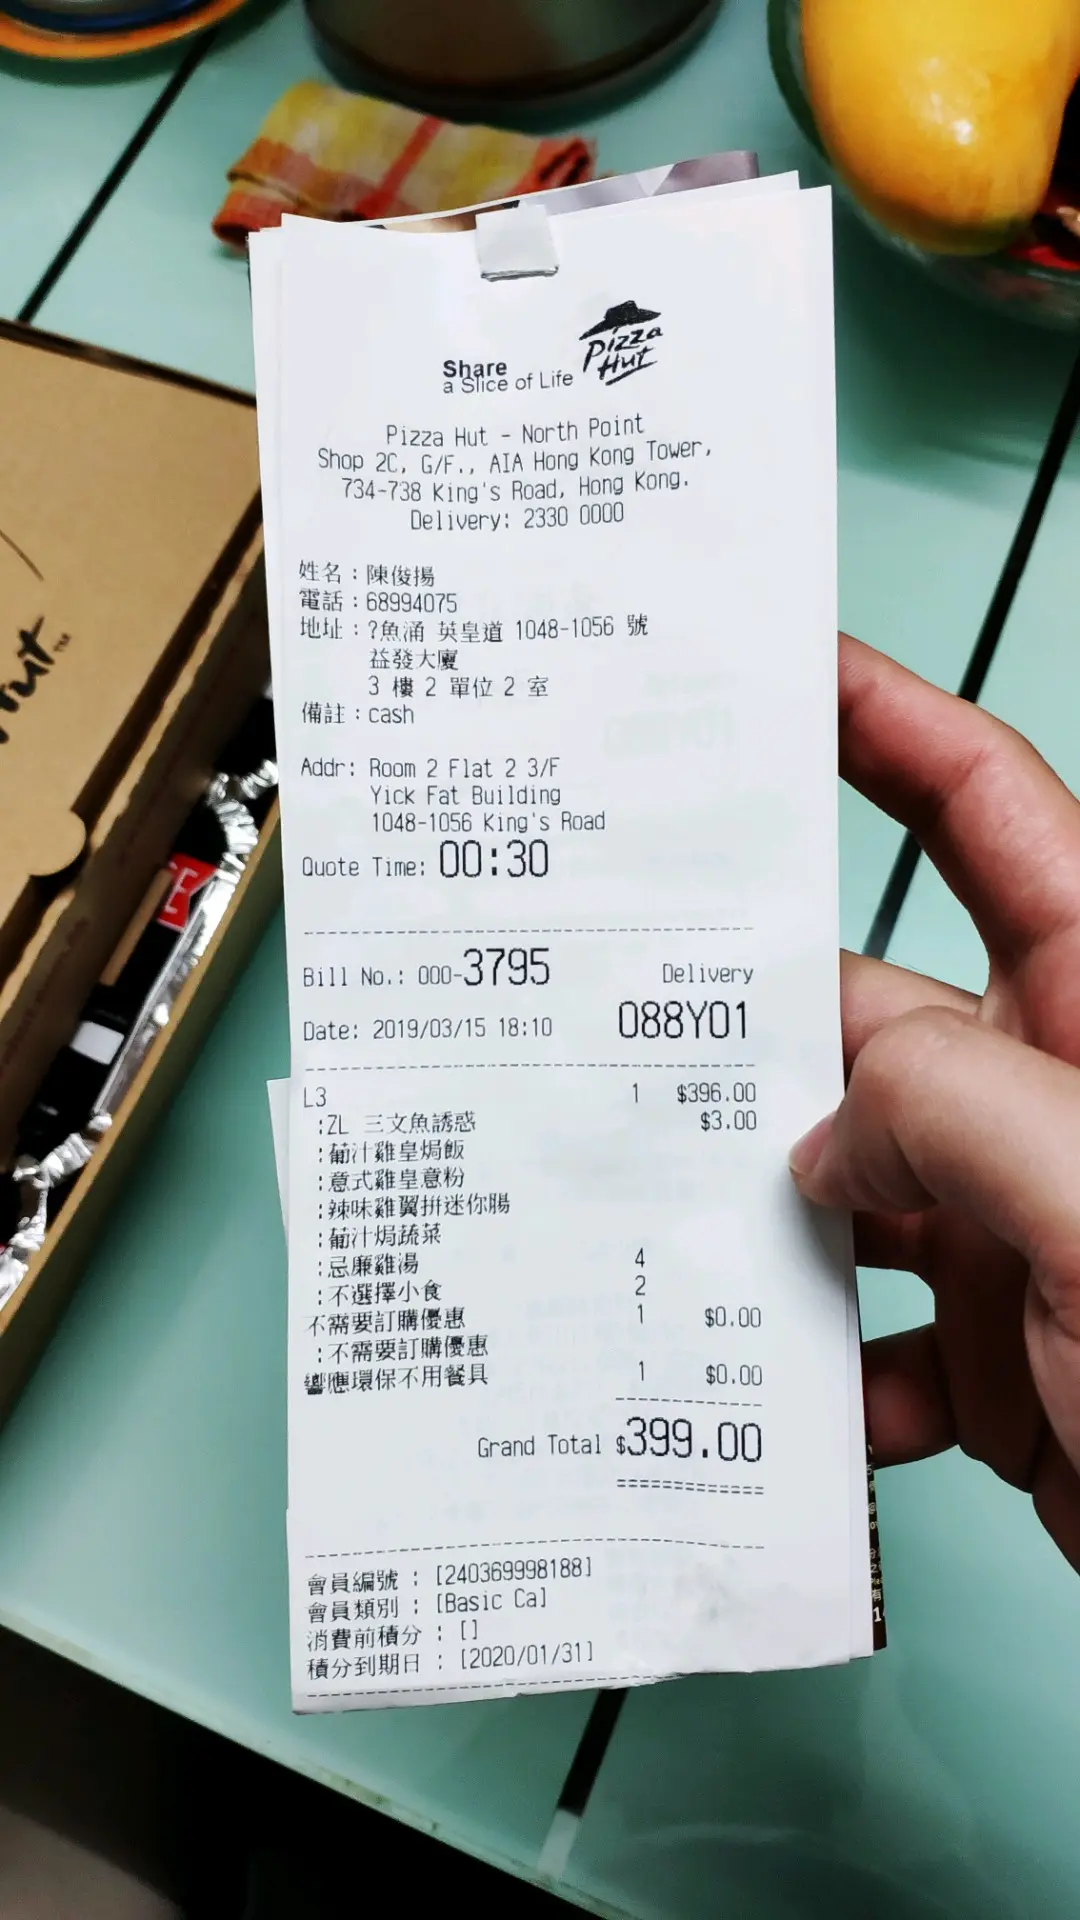 Share
a Slice of Life
Pizza
Hut
Pizza Hut - North Point
Shop 2C, G/F., AIA Hong Kong Tower,
734-738 King's Road, Hong Kong.
Delivery: 2330 0000
姓名：陳俊揚
電話：68994075
地址：?魚涌 英皇道 1048-1056 號
益發大廈
3 樓 2 單位 2 室
備註：cash
Addr: Room 2 Flat 2 3/F
Yick Fat Building
1048-1056 King's Road
Quote Time: 00:30
Bill No.: 000-3795 Delivery
Date: 2019/03/15 18:10 088Y01
L3 1 $396.00
:ZL 三文魚誘惑 $3.00
:葡汁雞皇焗飯
:意式雞皇意粉
:辣味雞翼拼迷你腸
:葡汁焗蔬菜
:忌廉雞湯 4
:不選擇小食 2
不需要訂購優惠 1 $0.00
:不需要訂購優惠
響應環保不用餐具 1 $0.00
Grand Total $399.00
會員編號 : [240369998188]
會員類別 : [Basic Ca]
消費前積分 : []
積分到期日 : [2020/01/31]